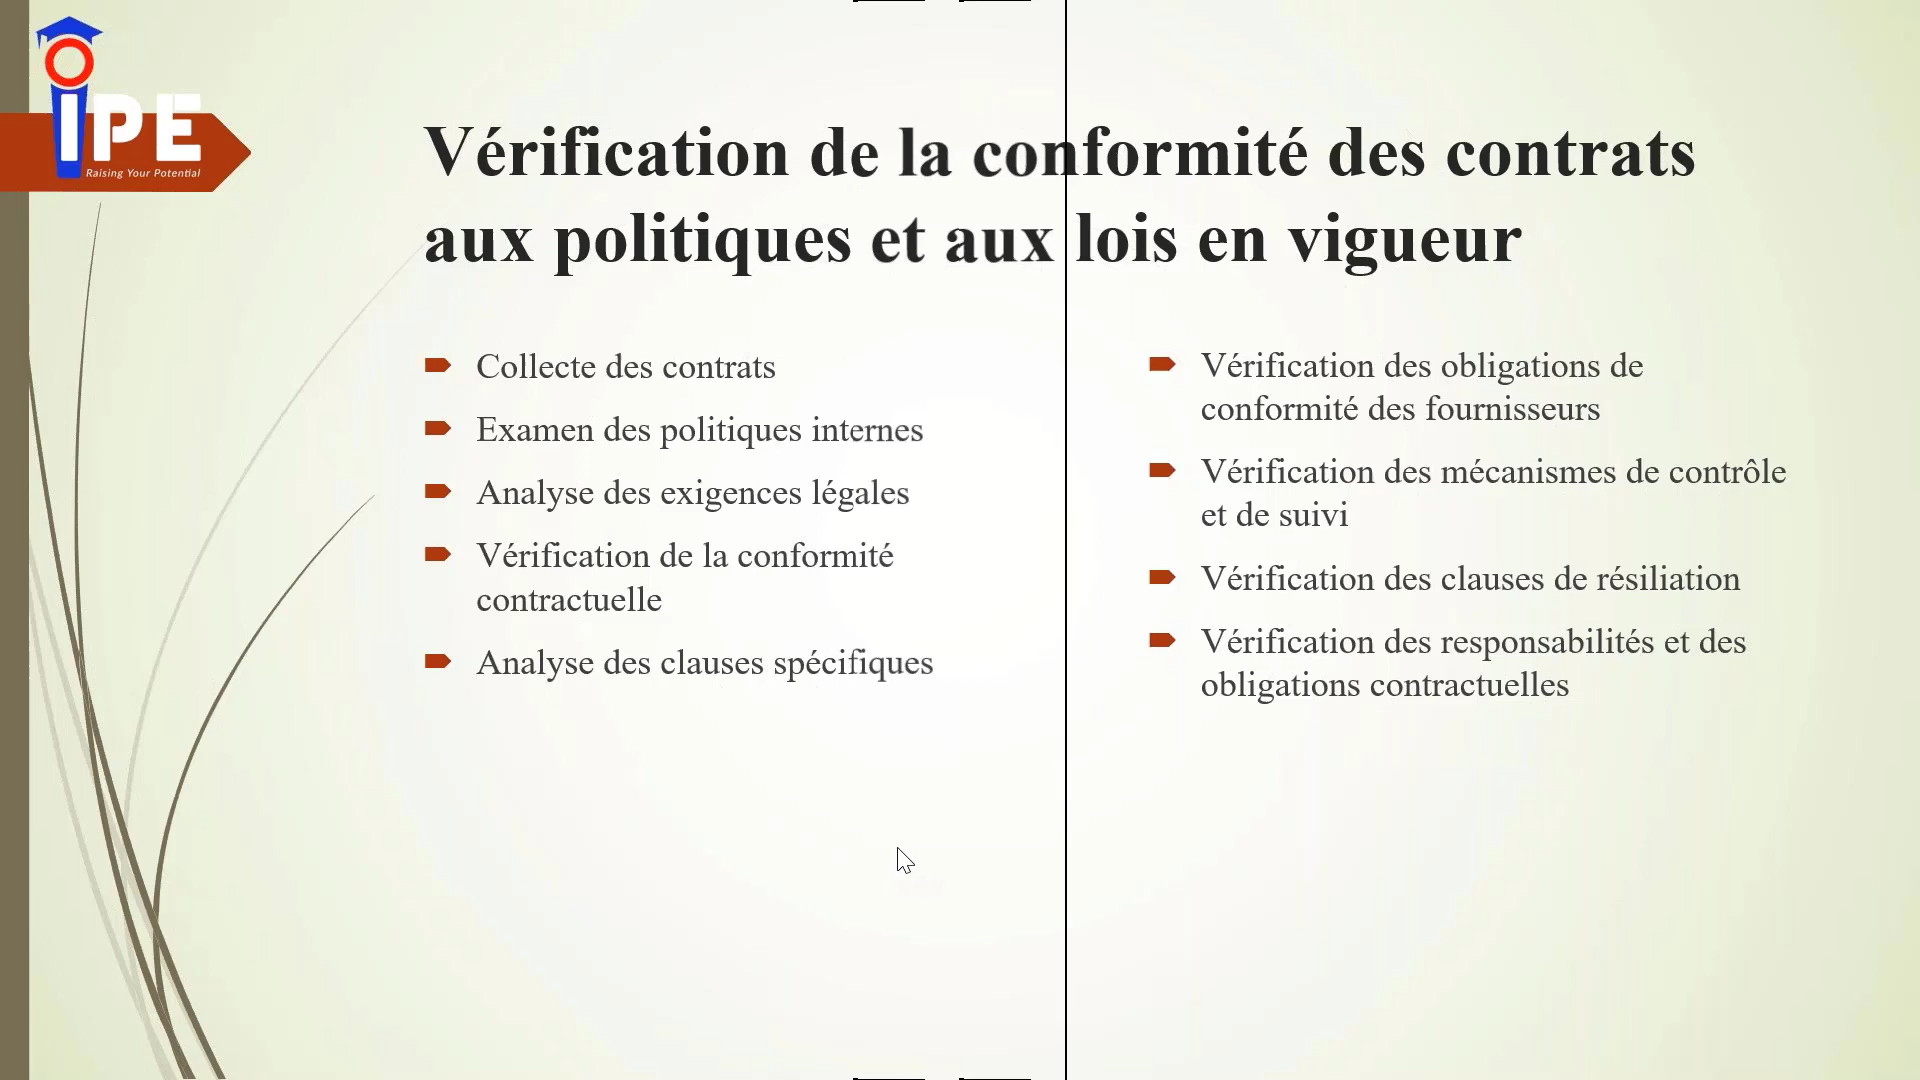 IPE
Raising Your Potential
Vérification de la conformité des contrats
aux politiques et aux lois en vigueur
Collecte des contrats
Examen des politiques internes
Analyse des exigences légales
Vérification de la conformité
contractuelle
Analyse des clauses spécifiques
Vérification des obligations de
conformité des fournisseurs
Vérification des mécanismes de contrôle
et de suivi
Vérification des clauses de résiliation
Vérification des responsabilités et des
obligations contractuelles